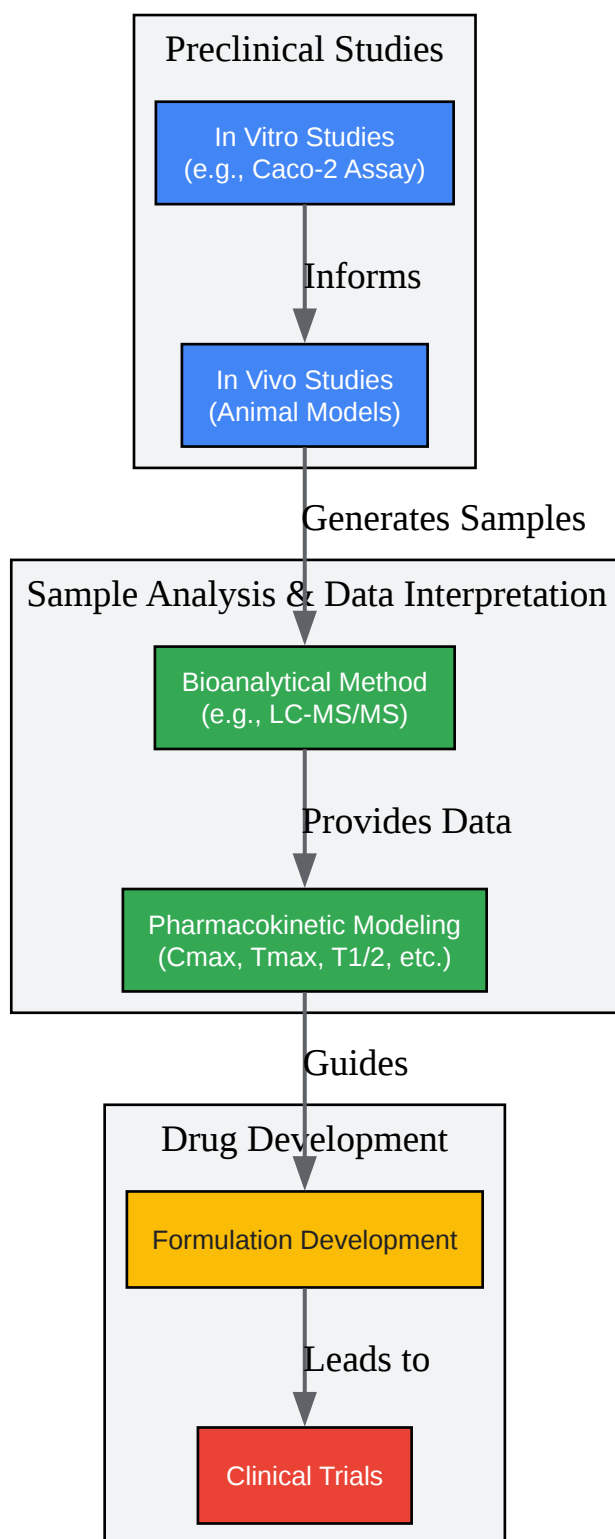 Preclinical Studies
In Vitro Studies
(e.g., Caco-2 Assay)
Informs
In Vivo Studies
(Animal Models)
Generates Samples
Sample Analysis & Data Interpretation
Bioanalytical Method
(e.g., LC-MS/MS)
Provides Data
Pharmacokinetic Modeling
(Cmax, Tmax, T1/2, etc.)
Guides
Drug Development
Formulation Development
Leads to
Clinical Trials